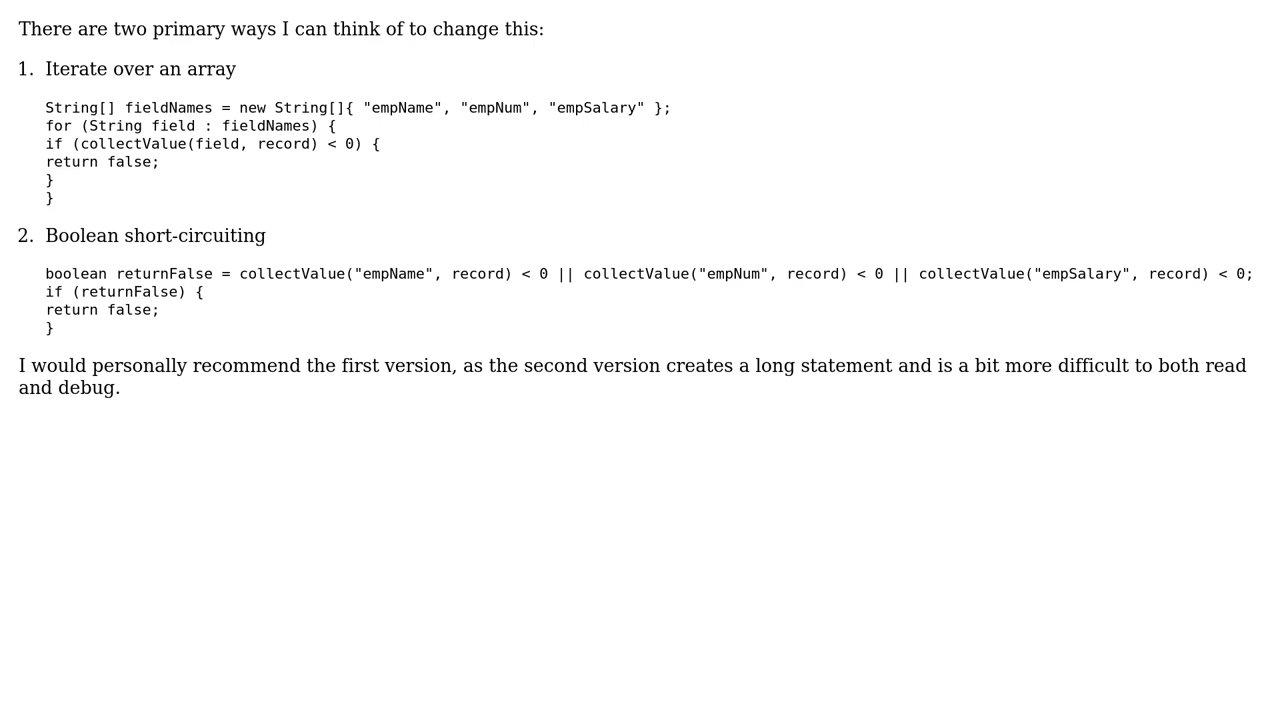 There are two primary ways I can think of to change this:
1. Iterate over an array
String[] fieldNames = new String[]{ "empName", "empNum", "empSalary" };
for (String field : fieldNames) {
if (collectValue(field, record) < 0) {
return false;
}
}
2. Boolean short-circuiting
boolean returnFalse = collectValue("empName", record) < 0 || collectValue("empNum", record) < 0 || collectValue("empSalary", record) < 0;
if (returnFalse) {
return false;
}
I would personally recommend the first version, as the second version creates a long statement and is a bit more difficult to both read
and debug.